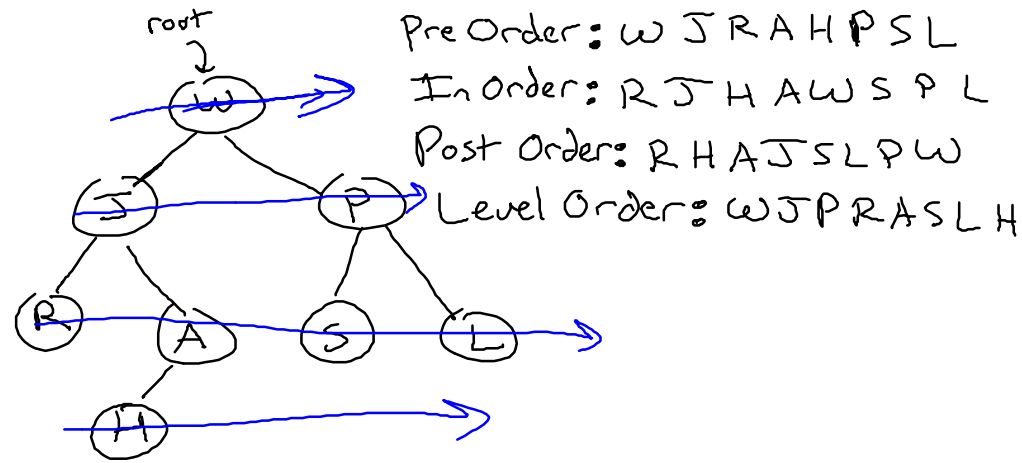 root
Pre Order: W J R A H P S L
In Order: R J H A W S P L
Post Order: R H A J S L P W
Level Order: W J P R A S L H
W
J P
R A S L
H